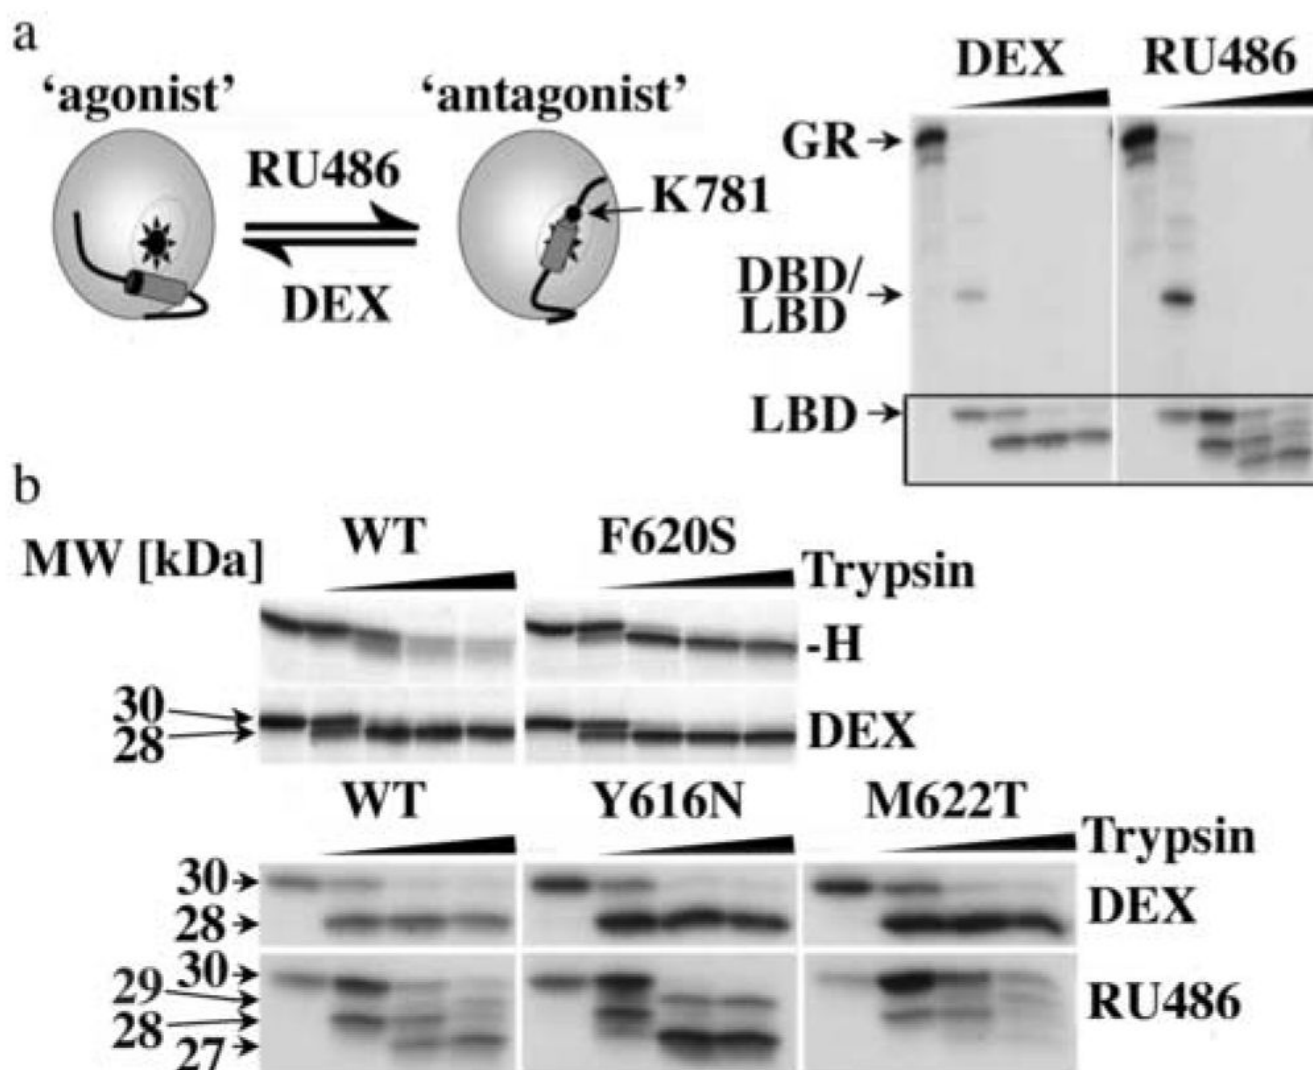 a
‘agonist’
‘antagonist’
RU486
DEX
K781
DEX
RU486
GR
DBD/
LBD
LBD
b
MW [kDa]
WT
F620S
Trypsin
-H
30
28
DEX
WT
Y616N
M622T
Trypsin
30
28
DEX
30
29
28
27
RU486